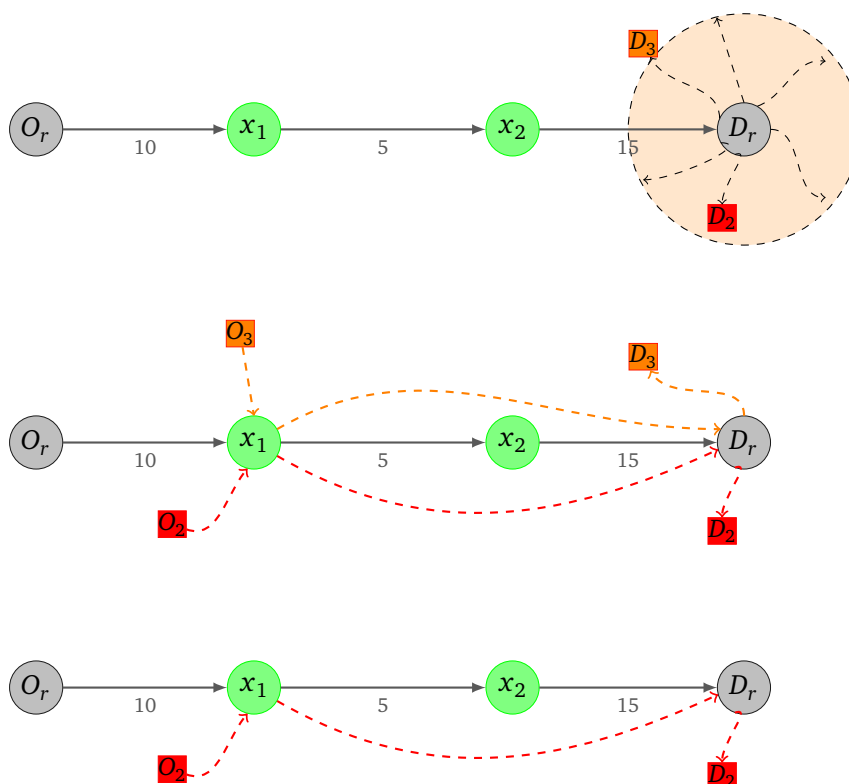 D₃
Oᵣ x₁ x₂ Dᵣ
10 5 15
D₂
O₃
D₃
Oᵣ x₁ x₂ Dᵣ
10 5 15
O₂ D₂
Oᵣ x₁ x₂ Dᵣ
10 5 15
O₂ D₂